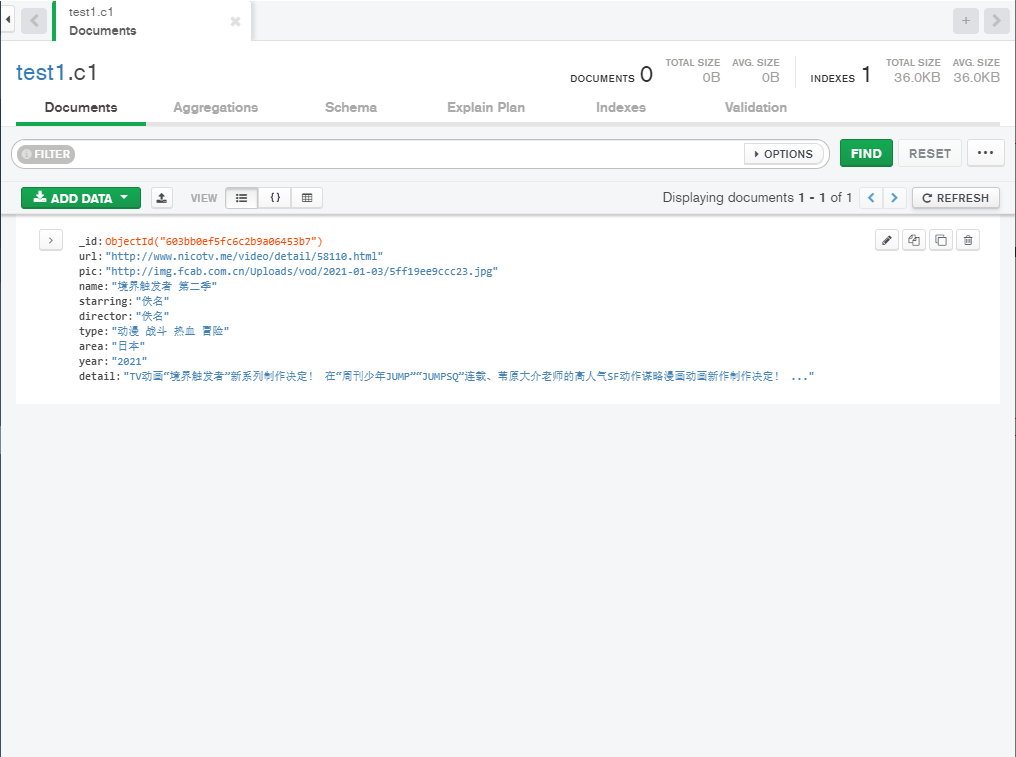 test1.c1
Documents
test1.c1
DOCUMENTS 0
TOTAL SIZE
0B
AVG. SIZE
0B
INDEXES 1
TOTAL SIZE
36.0KB
AVG. SIZE
36.0KB
Documents
Aggregations
Schema
Explain Plan
Indexes
Validation
FILTER
OPTIONS
FIND
RESET
ADD DATA
VIEW
{}
Displaying documents 1 - 1 of 1
REFRESH
_id: ObjectId("603bb0ef5fc6c2b9a06453b7")
url: "http://www.nicotv.me/video/detail/58110.html"
pic: "http://img.fcab.com.cn/Uploads/vod/2021-01-03/5ff19ee9ccc23.jpg"
name: "境界触发者 第二季"
starring: "佚名"
director: "佚名"
type: "动漫 战斗 热血 冒险"
area: "日本"
year: "2021"
detail: "TV动画“境界触发者”新系列制作决定！ 在“周刊少年JUMP”“JUMPSQ”连载、苇原大介老师的高人气SF动作谋略漫画动画新作制作决定！ ..."